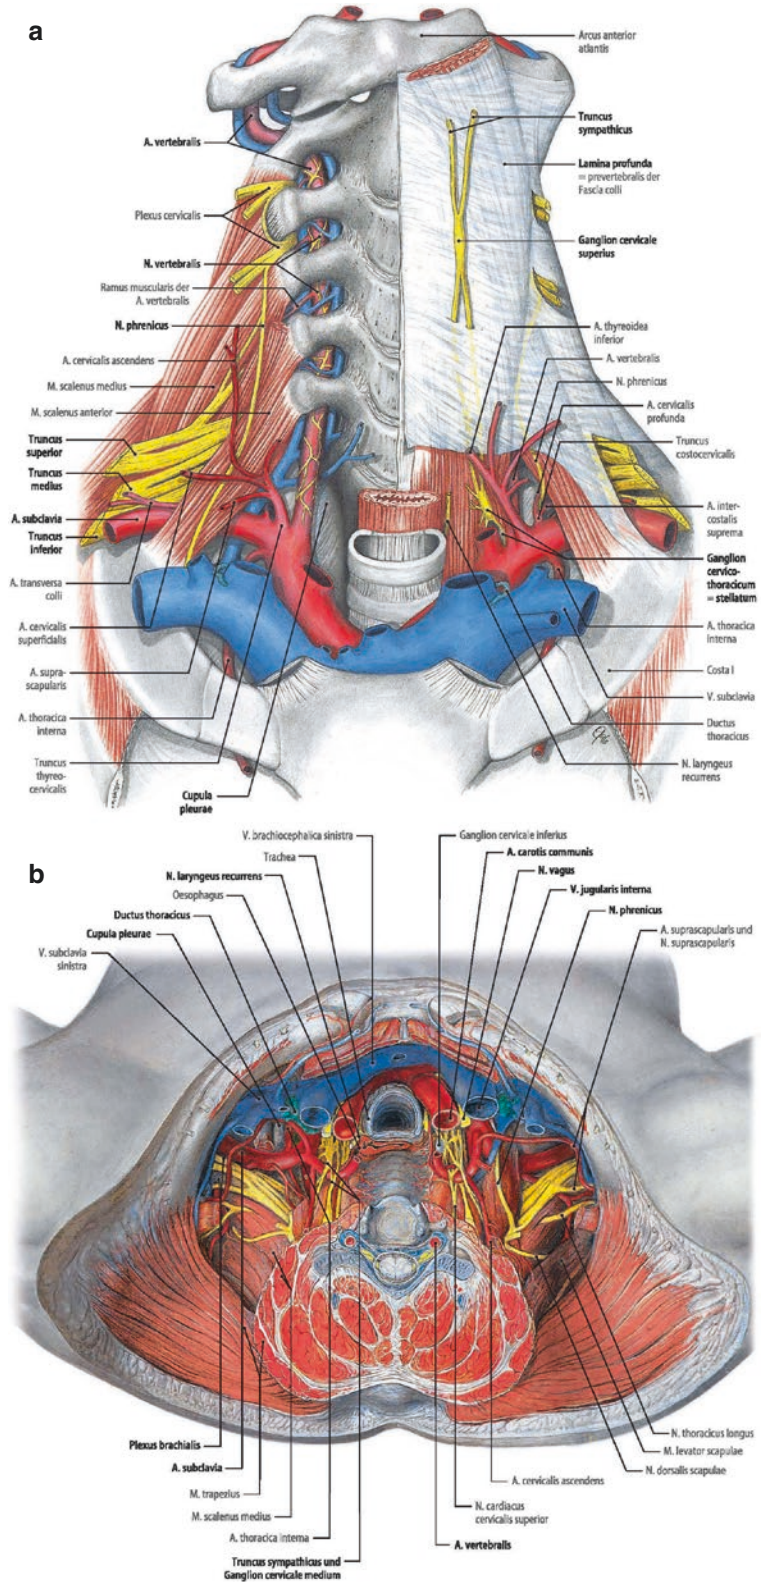 a
Arcus anterior
atlantis
A. vertebralis
Plexus cervicalis
N. vertebralis
Ramus muscularis der
A. vertebralis
N. phrenicus
A. cervicalis ascendens
M. scalenus medius
M. scalenus anterior
Truncus
superior
Truncus
medius
A. subclavia
Truncus
inferior
A. transversa
colli
A. cervicalis
superficialis
A. supra-
scapularis
A. thoracica
interna
Truncus
thyreo-
cervicalis
Cupula
pleurae
Truncus
sympathicus
Lamina profunda
= prevertebralis der
Fascia colli
Ganglion cervicale
superius
A. thyreoidea
inferior
A. vertebralis
N. phrenicus
A. cervicalis
profunda
Truncus
costocervicalis
A. inter-
costalis
suprema
Ganglion
cervico-
thoracicum
= stellatum
A. thoracica
interna
Costa I
V. subclavia
Ductus
thoracicus
N. laryngeus
recurrens
b
V. brachiocephalica sinistra
Trachea
N. laryngeus recurrens
Oesophagus
Ductus thoracicus
Cupula pleurae
V. subclavia
sinistra
Ganglion cervicale inferius
A. carotis communis
N. vagus
V. jugularis interna
N. phrenicus
A. suprascapularis und
N. suprascapularis
Plexus brachialis
A. subclavia
M. trapezius
M. scalenus medius
A. thoracica interna
Truncus sympathicus und
Ganglion cervicale medium
N. thoracicus longus
M. levator scapulae
N. dorsalis scapulae
A. cervicalis ascendens
N. cardiacus
cervicalis superior
A. vertebralis